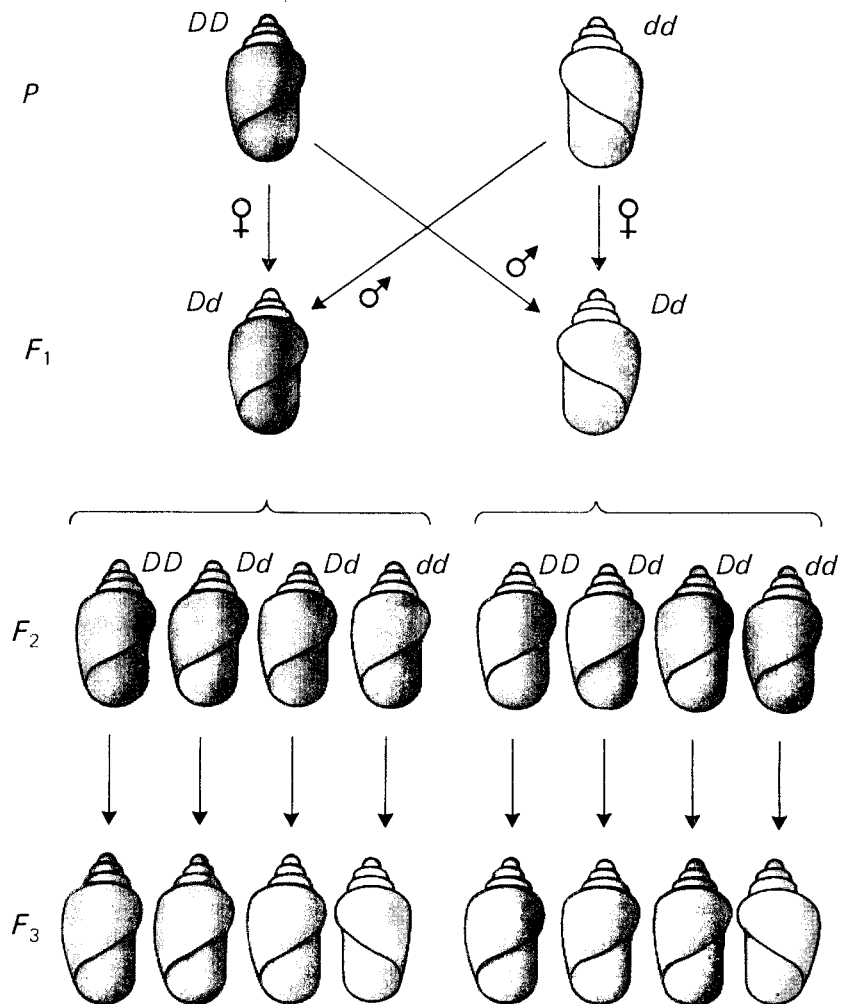 DD dd
P
♀ ♂ ♂ ♀
Dd Dd
F1
DD Dd Dd dd DD Dd Dd dd
F2
F3